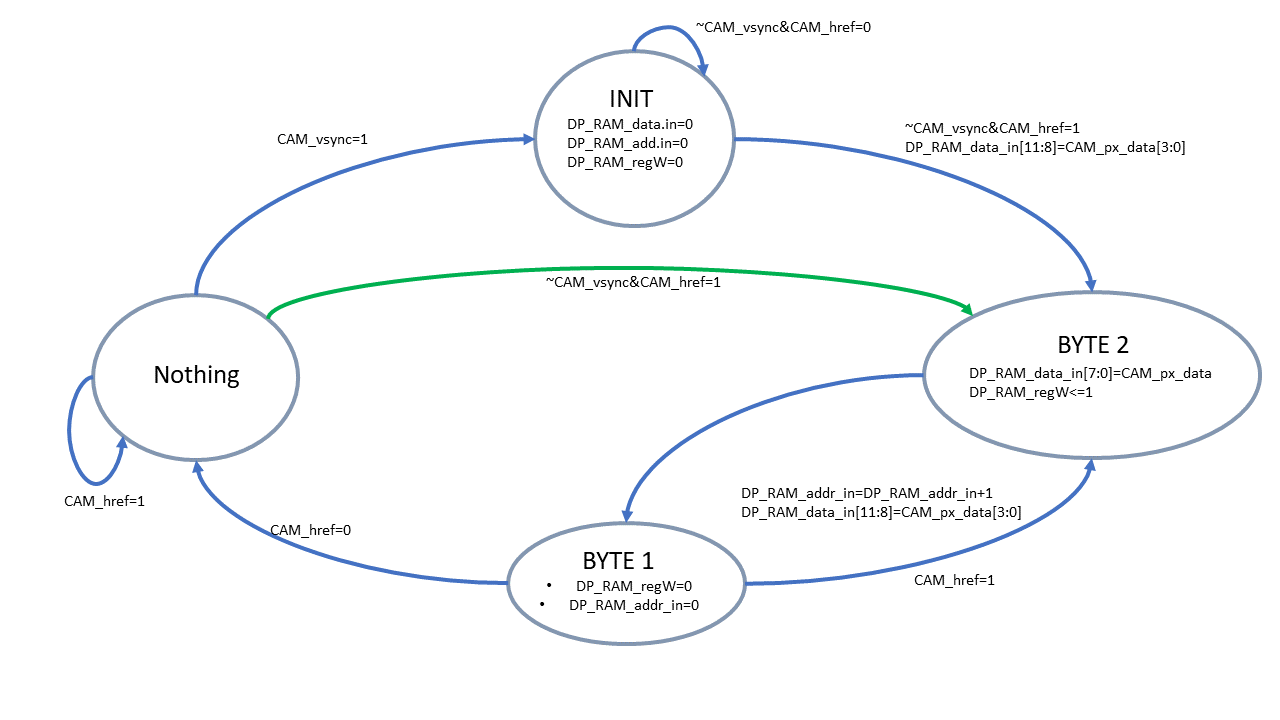 ~CAM_vsync&CAM_href=0
INIT
DP_RAM_data.in=0
DP_RAM_add.in=0
DP_RAM_regW=0
CAM_vsync=1
~CAM_vsync&CAM_href=1
DP_RAM_data_in[11:8]=CAM_px_data[3:0]
~CAM_vsync&CAM_href=1
Nothing
BYTE 2
DP_RAM_data_in[7:0]=CAM_px_data
DP_RAM_regW<=1
CAM_href=1
DP_RAM_addr_in=DP_RAM_addr_in+1
DP_RAM_data_in[11:8]=CAM_px_data[3:0]
CAM_href=0
BYTE 1
• DP_RAM_regW=0
• DP_RAM_addr_in=0
CAM_href=1